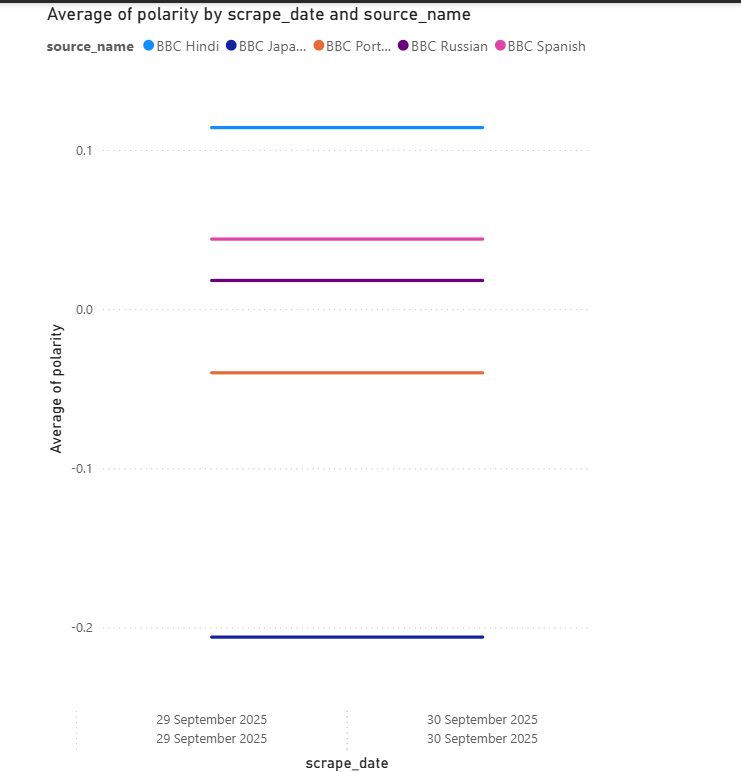 Average of polarity by scrape_date and source_name
source_name BBC Hindi BBC Japa... BBC Port... BBC Russian BBC Spanish
0.1
0.0
-0.1
-0.2
Average of polarity
29 September 2025 30 September 2025
29 September 2025 30 September 2025
scrape_date